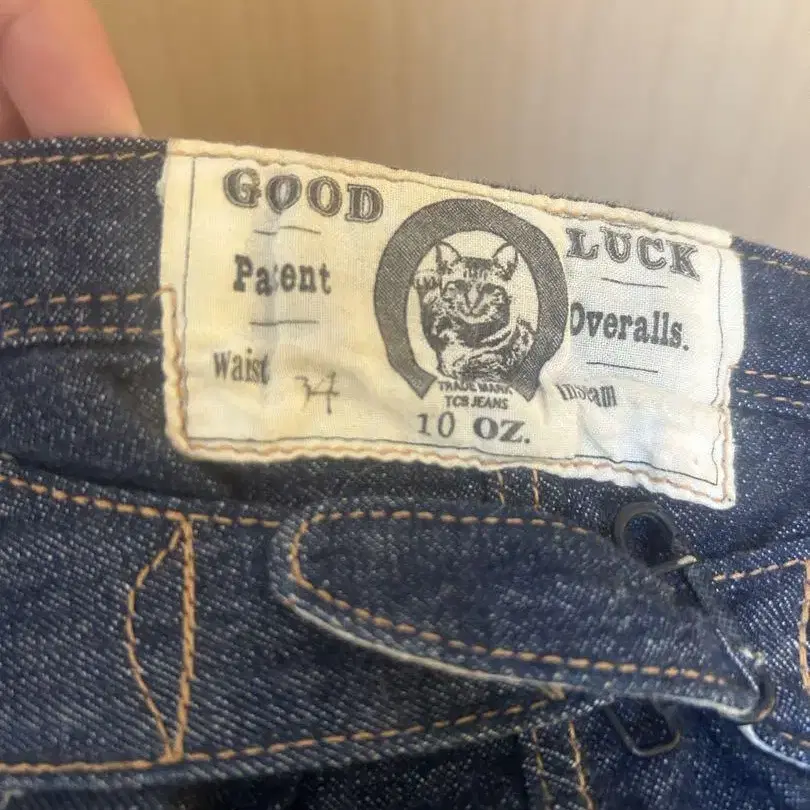 GOOD LUCK
Patent Overalls.
Waist 34 Inseam
TRADE MARK
TCB JEANS
10 OZ.